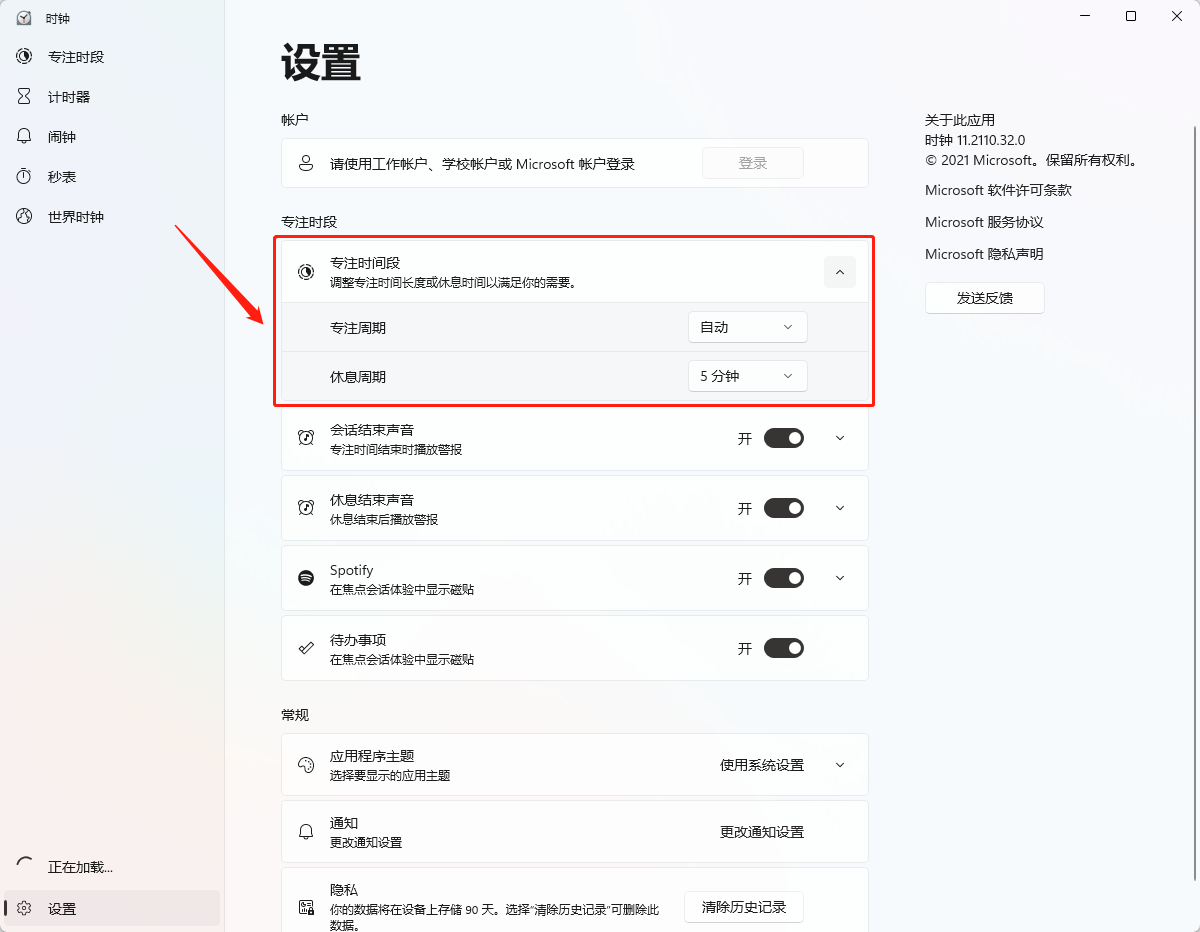 时钟
专注时段
计时器
闹钟
秒表
世界时钟
正在加载...
设置
设置
帐户
请使用工作帐户、学校帐户或 Microsoft 帐户登录
登录
专注时段
专注时间段
调整专注时间长度或休息时间以满足你的需要。
专注周期
自动
休息周期
5 分钟
会话结束声音
专注时间结束时播放警报
开
休息结束声音
休息结束后播放警报
开
Spotify
在焦点会话体验中显示磁贴
开
待办事项
在焦点会话体验中显示磁贴
开
常规
应用程序主题
选择要显示的应用主题
使用系统设置
通知
更改通知设置
更改通知设置
隐私
你的数据将在设备上存储 90 天。选择"清除历史记录"可删除此
数据。
清除历史记录
关于此应用
时钟 11.2110.32.0
© 2021 Microsoft。保留所有权利。
Microsoft 软件许可条款
Microsoft 服务协议
Microsoft 隐私声明
发送反馈